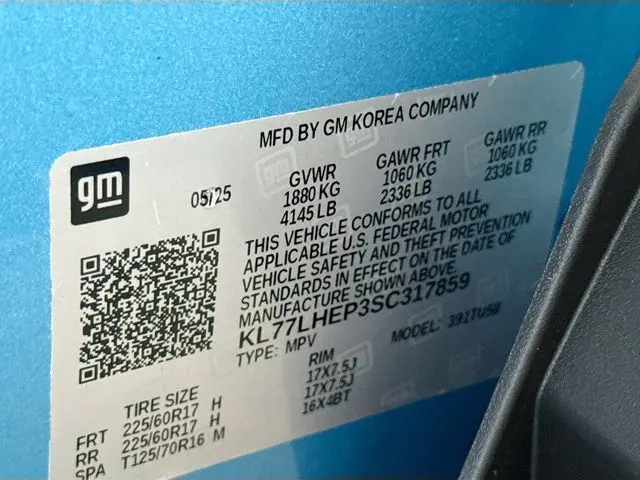 MFD BY GM KOREA COMPANY
gm
05/25
GVWR GAWR FRT GAWR RR
1880 KG 1060 KG 1060 KG
4145 LB 2336 LB 2336 LB
THIS VEHICLE CONFORMS TO ALL
APPLICABLE U.S. FEDERAL MOTOR
VEHICLE SAFETY AND THEFT PREVENTION
STANDARDS IN EFFECT ON THE DATE OF
MANUFACTURE SHOWN ABOVE.
KL77LHEP3SC317859
TYPE: MPV MODEL: 391TU58
TIRE SIZE RIM
FRT 225/60R17 H 17X7.5J
RR 225/60R17 H 17X7.5J
SPA T125/70R16 M 16X4BT